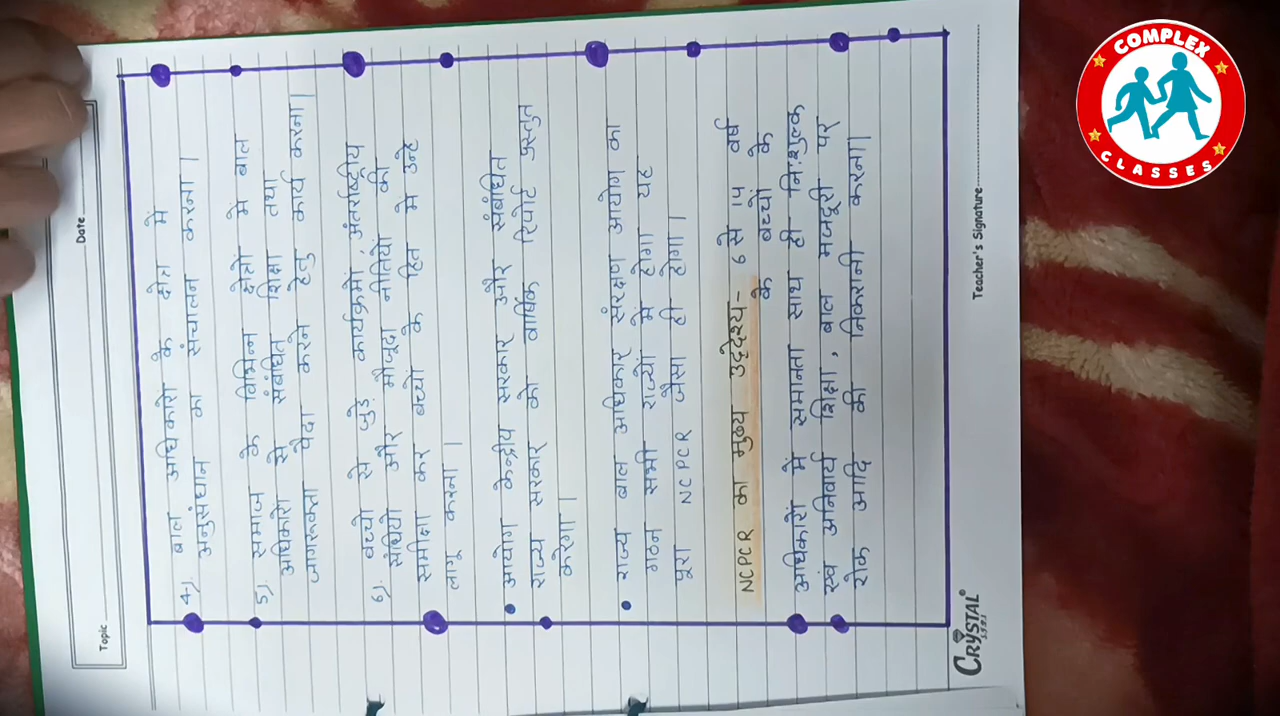 Topic
Date
4). बाल अधिकारो के क्षेत्र में
अनुसंधान का संचालन करना।
5). समाज के विभिन्न क्षेत्रों में बाल
अधिकारो से संबंधित शिक्षा तथा
जागरूकता पैदा करने हेतु कार्य करना।
6). बच्चो से जुडे कार्यक्रमों, अंतर्राष्ट्रीय
संधियो और मौजूदा नीतियों की
समीक्षा कर बच्चों के हित मे उन्हे
लागू करना।
• आयोग केन्द्रीय सरकार और संबंधित
राज्य सरकार को वार्षिक रिपोर्ट प्रस्तुत
करेगा।
• राज्य बाल अधिकार संरक्षण आयोग का
गठन सभी राज्यों मे होगा यह
पूरा NCPCR जैसा ही होगा।
NCPCR का मुख्य उद्देश्य- 6 से 14 वर्ष
के बच्चों के
अधिकारों में समानता साथ ही नि:शुल्क
एवं अनिवार्य शिक्षा, बाल मजदूरी पर
रोक आदि की निकरानी करना।
CRYSTAL
Teacher's Signature
COMPLEX
CLASSES